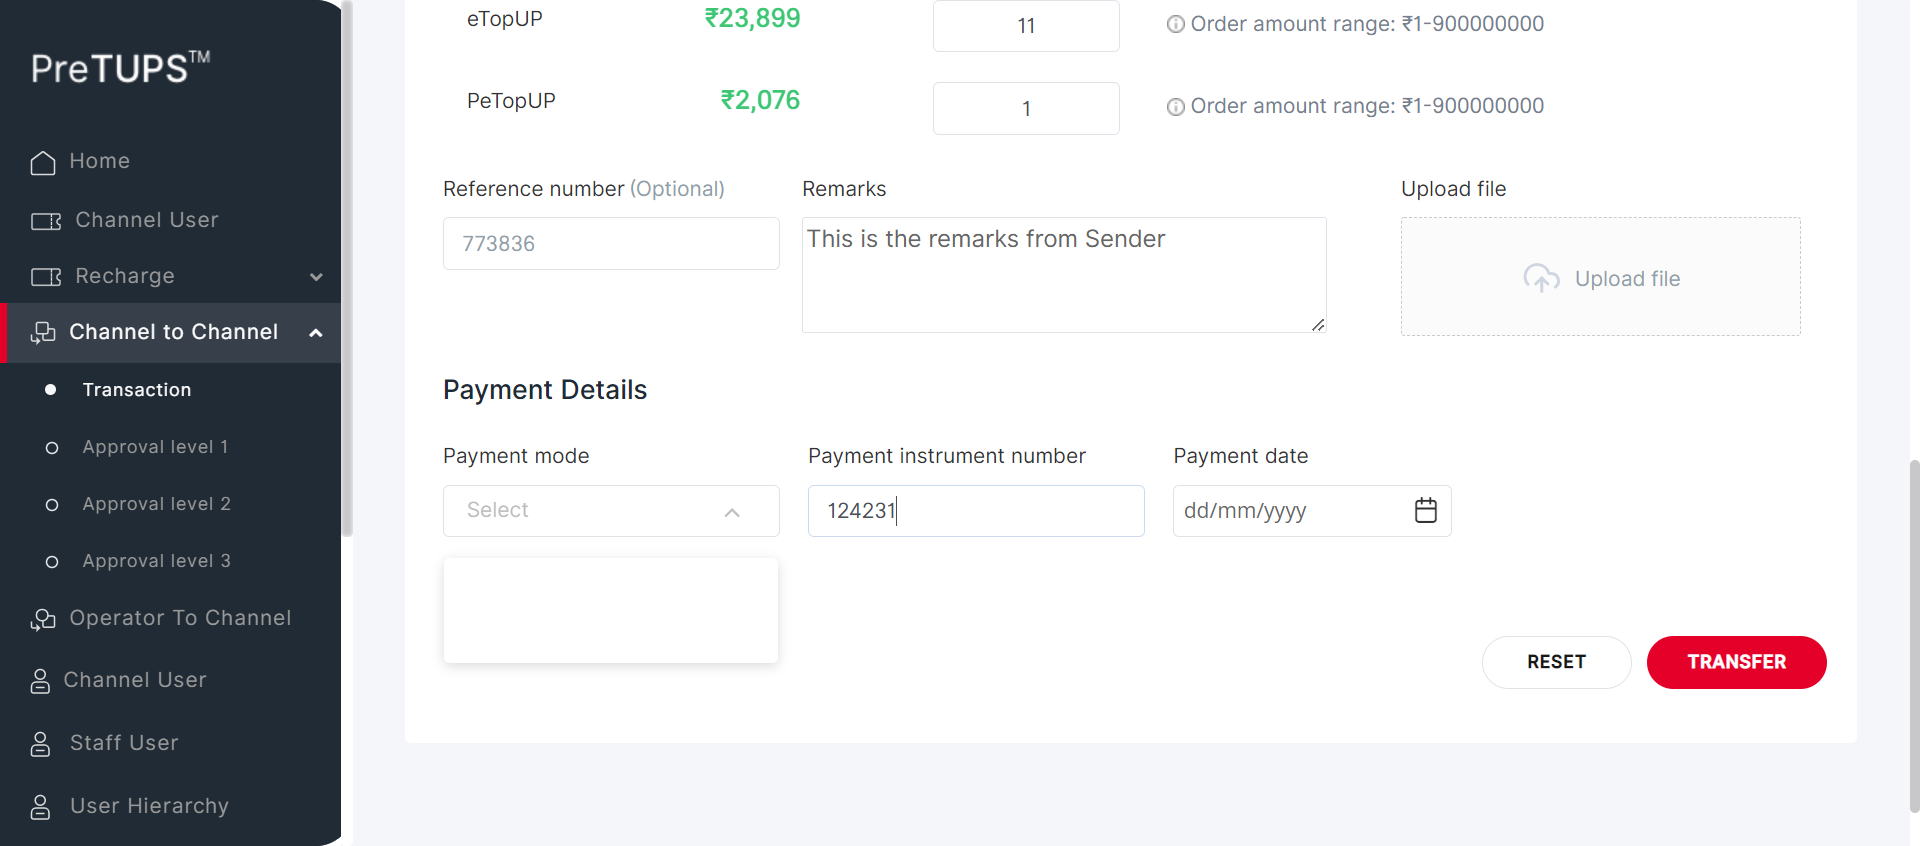 PreTUPS™
Home
Channel User
Recharge
Channel to Channel
Transaction
Approval level 1
Approval level 2
Approval level 3
Operator To Channel
Channel User
Staff User
User Hierarchy
eTopUP ₹23,899 11 Order amount range: ₹1-900000000
PeTopUP ₹2,076 1 Order amount range: ₹1-900000000
Reference number (Optional) Remarks Upload file
773836 This is the remarks from Sender
Upload file
Payment Details
Payment mode Payment instrument number Payment date
Select 124231 dd/mm/yyyy
RESET TRANSFER